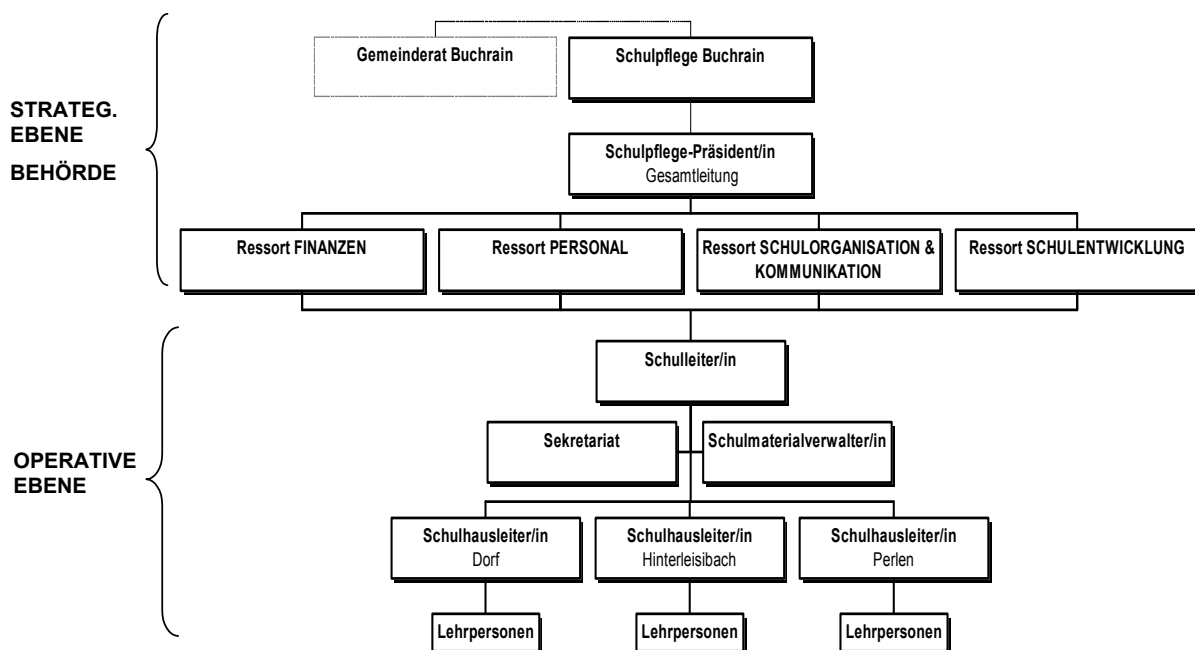 Gemeinderat Buchrain
Schulpflege Buchrain
STRATEG.
EBENE
BEHÖRDE
Schulpflege-Präsident/in
Gesamtleitung
Ressort FINANZEN
Ressort PERSONAL
Ressort SCHULORGANISATION &
KOMMUNIKATION
Ressort SCHULENTWICKLUNG
Schulleiter/in
Sekretariat
Schulmaterialverwalter/in
OPERATIVE
EBENE
Schulhausleiter/in
Dorf
Schulhausleiter/in
Hinterleisibach
Schulhausleiter/in
Perlen
Lehrpersonen
Lehrpersonen
Lehrpersonen